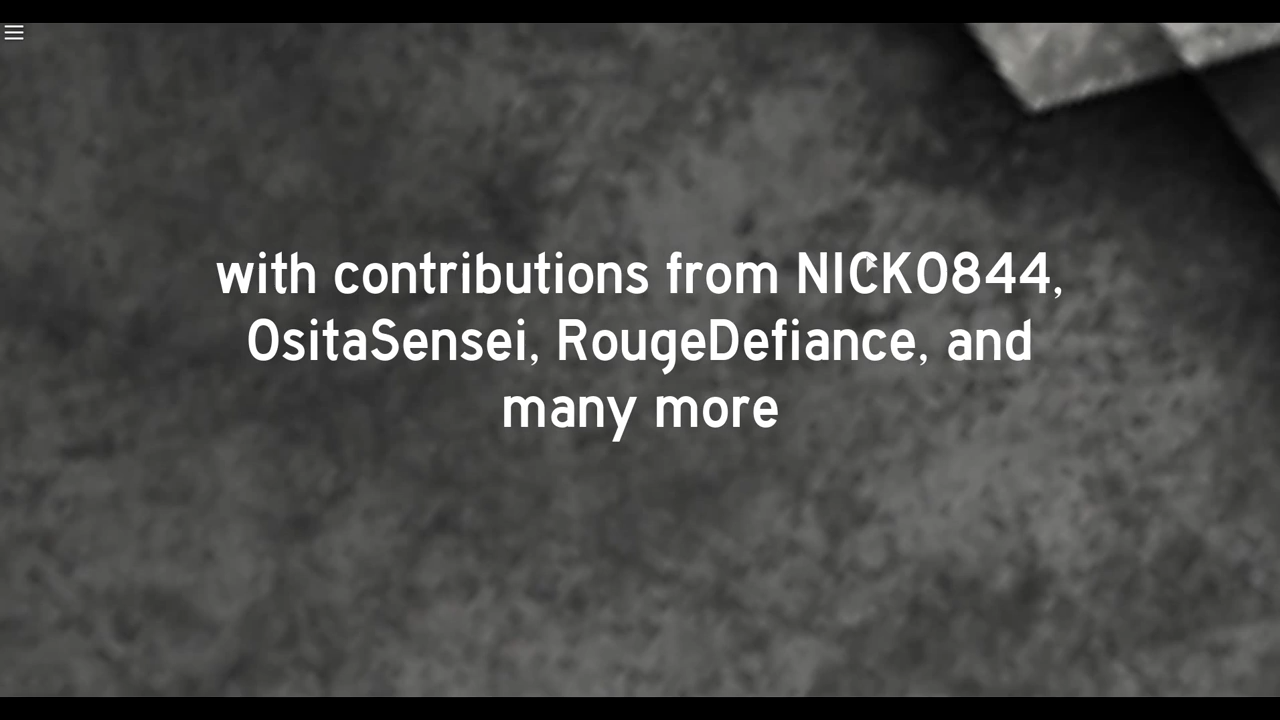 with contributions from NICK0844,
OsitaSensei, RougeDefiance, and
many more